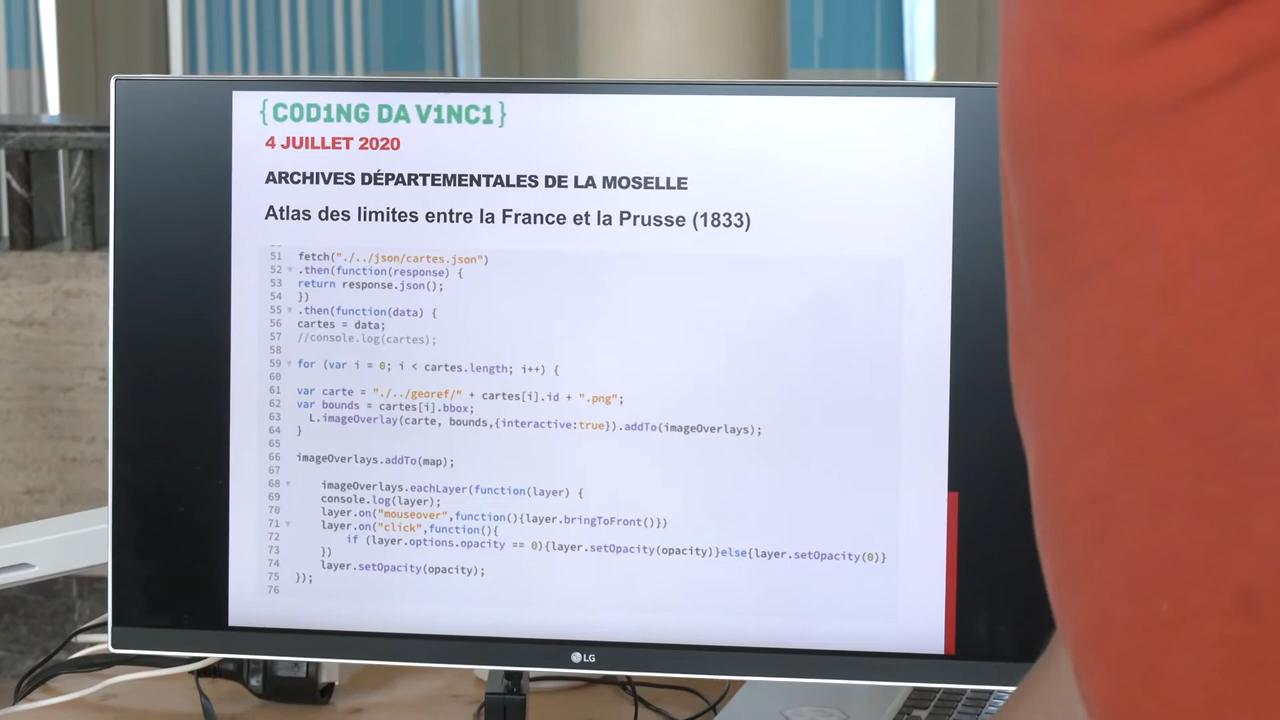 {COD1NG DA V1NC1}
4 JUILLET 2020
ARCHIVES DÉPARTEMENTALES DE LA MOSELLE
Atlas des limites entre la France et la Prusse (1833)
51 fetch("./../json/cartes.json")
52 .then(function(response) {
53 return response.json();
54 })
55 .then(function(data) {
56 cartes = data;
57 //console.log(cartes);
58
59 for (var i = 0; i < cartes.length; i++) {
60
61 var carte = "./../georef/" + cartes[i].id + ".png";
62 var bounds = cartes[i].bbox;
63 L.imageOverlay(carte, bounds,{interactive:true}).addTo(imageOverlays);
64 }
65
66 imageOverlays.addTo(map);
67
68 imageOverlays.eachLayer(function(layer) {
69 console.log(layer);
70 layer.on("mouseover",function(){layer.bringToFront()})
71 layer.on("click",function(){
72 if (layer.options.opacity == 0){layer.setOpacity(opacity)}else{layer.setOpacity(0)}
73 })
74 layer.setOpacity(opacity);
75 });
76
LG